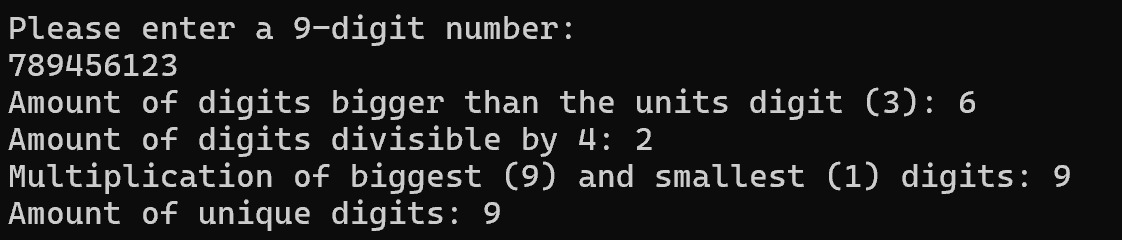 Please enter a 9-digit number:
789456123
Amount of digits bigger than the units digit (3): 6
Amount of digits divisible by 4: 2
Multiplication of biggest (9) and smallest (1) digits: 9
Amount of unique digits: 9